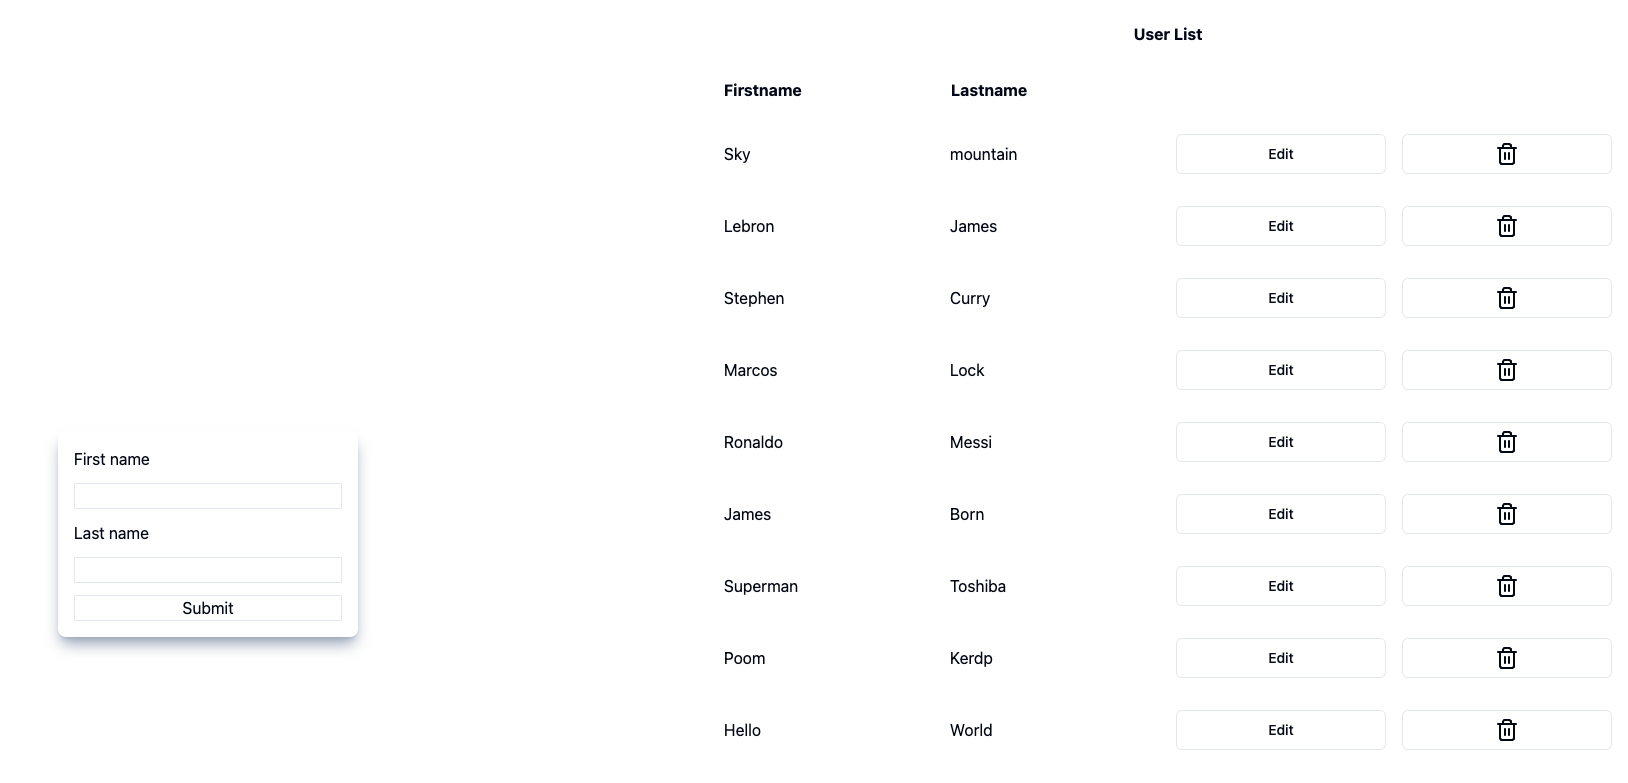 First name
Last name
Submit
User List
Firstname Lastname
Sky mountain Edit
Lebron James Edit
Stephen Curry Edit
Marcos Lock Edit
Ronaldo Messi Edit
James Born Edit
Superman Toshiba Edit
Poom Kerdp Edit
Hello World Edit